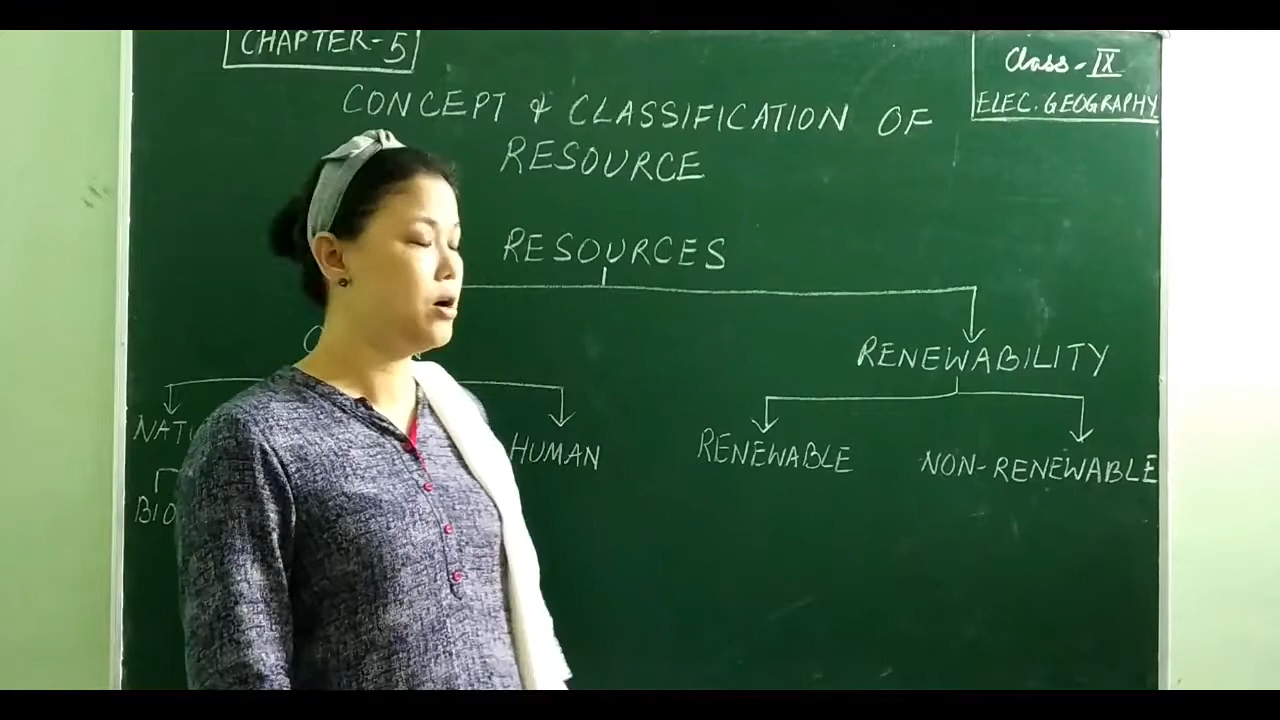 CHAPTER-5
Class - IX
ELEC. GEOGRAPHY
CONCEPT & CLASSIFICATION OF
RESOURCE
RESOURCES
RENEWABILITY
HUMAN
RENEWABLE
NON-RENEWABLE